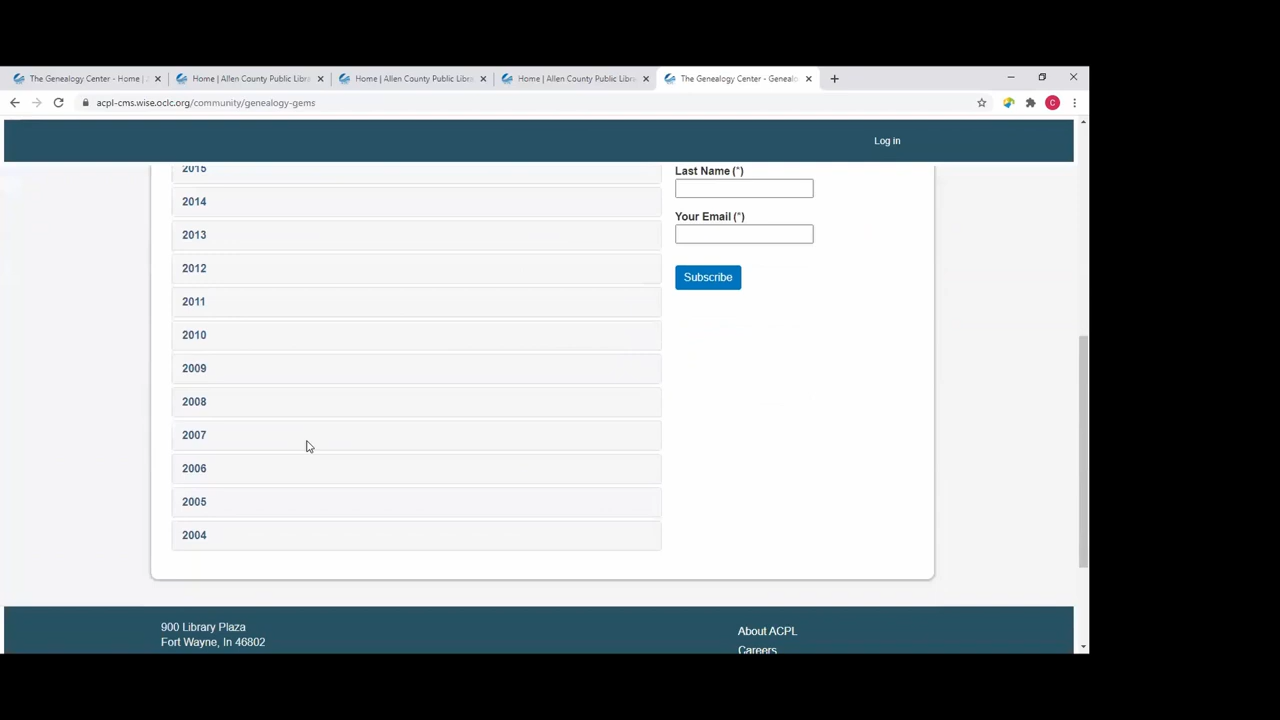 The Genealogy Center - Home |
Home | Allen County Public Libr
Home | Allen County Public Libr
Home | Allen County Public Libr
The Genealogy Center - Genealo
acpl-cms.wise.oclc.org/community/genealogy-gems
C
Log in
2015
2014
2013
2012
2011
2010
2009
2008
2007
2006
2005
2004
Last Name (*)
Your Email (*)
Subscribe
900 Library Plaza
Fort Wayne, In 46802
About ACPL
Careers